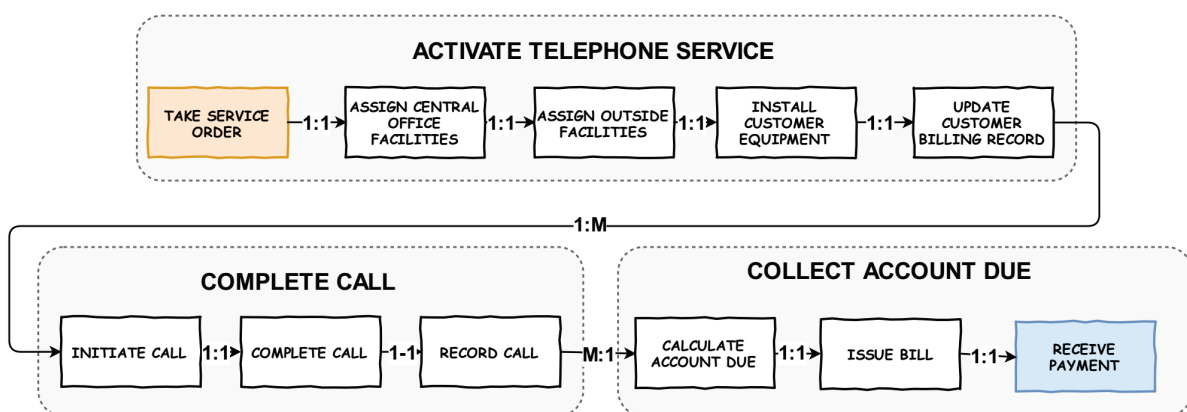 ACTIVATE TELEPHONE SERVICE
TAKE SERVICE
ORDER
1:1
ASSIGN CENTRAL
OFFICE
FACILITIES
1:1
ASSIGN OUTSIDE
FACILITIES
1:1
INSTALL
CUSTOMER
EQUIPMENT
1:1
UPDATE
CUSTOMER
BILLING RECORD
1:M
COMPLETE CALL
INITIATE CALL
1:1
COMPLETE CALL
1-1
RECORD CALL
M:1
COLLECT ACCOUNT DUE
CALCULATE
ACCOUNT DUE
1:1
ISSUE BILL
1:1
RECEIVE
PAYMENT